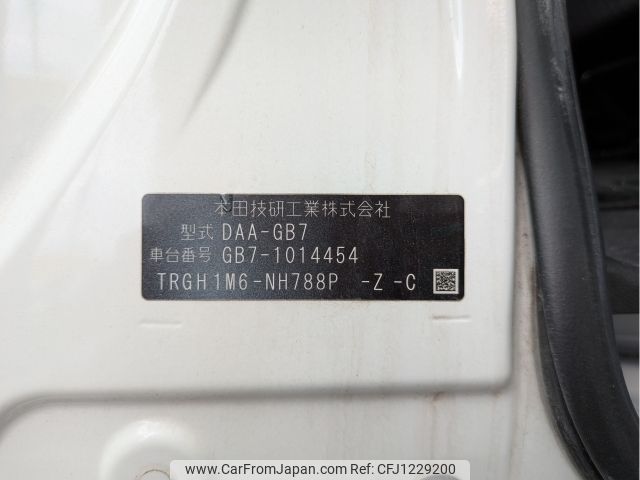 本田技研工業株式会社
型式 DAA-GB7
車台番号 GB7-1014454
TRGH1M6-NH788P -Z -C
www.CarFromJapan.com - CFJ1229200